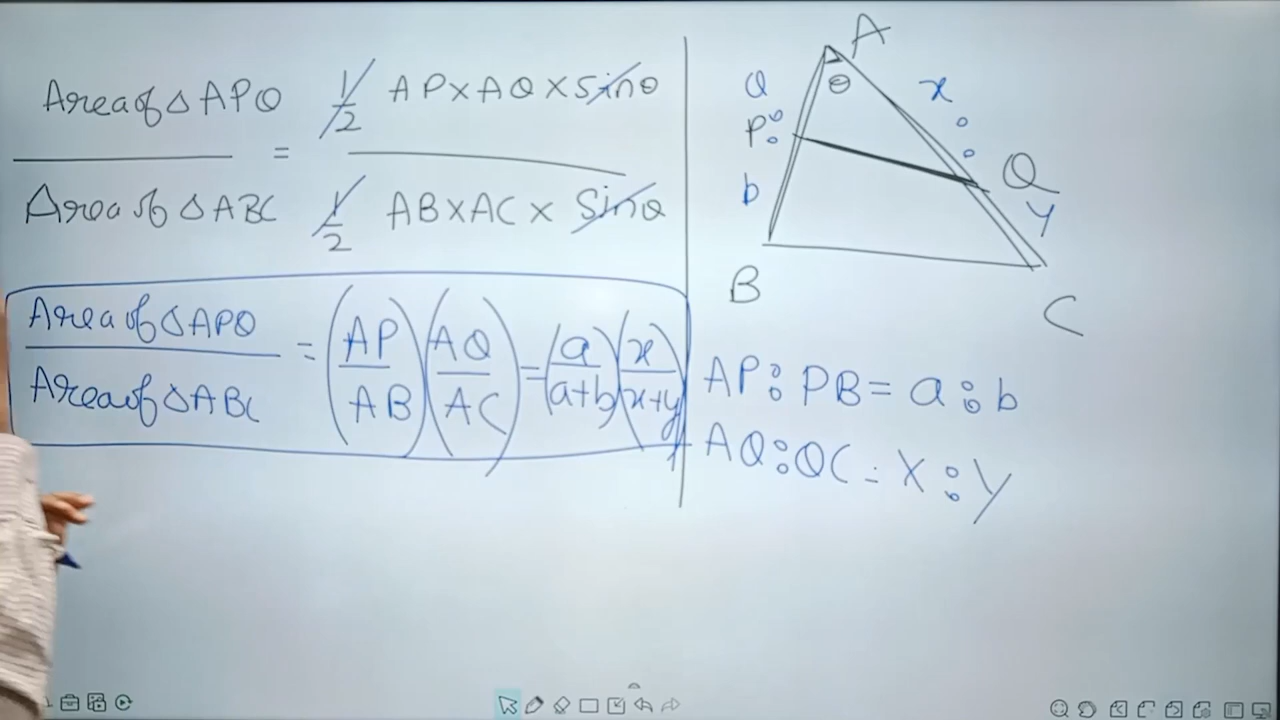 Area of △ APQ
Area of △ ABC
=
1/2 AP×AQ×Sinθ
1/2 AB×AC× Sinθ
Area of △APQ
Area of △ABC
= (AP/AB)(AQ/AC)=(a/a+b)(x/x+y)
A
θ
a
P:
b
x
:
Q
y
B
C
AP:PB= a:b
AQ:QC= x:y